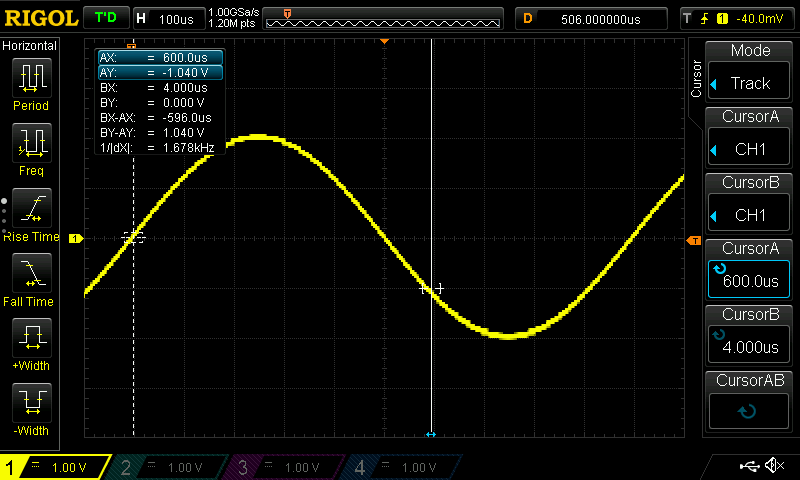 RIGOL T'D H 100us 1.00GSa/s 1.20M pts T D 506.000000us T 1 -40.0mV
Horizontal
Period
Freq
Rise Time
Fall Time
+Width
-Width
AX: = 600.0us
AY: = -1.040 V
BX: = 4.000us
BY: = 0.000 V
BX-AX: = -596.0us
BY-AY: = 1.040 V
1/|dX|: = 1.678kHz
1
T
Cursor
Mode
Track
CursorA
CH1
CursorB
CH1
CursorA
600.0us
CursorB
4.000us
CursorAB
1 = 1.00 V 2 = 1.00 V 3 = 1.00 V 4 = 1.00 V